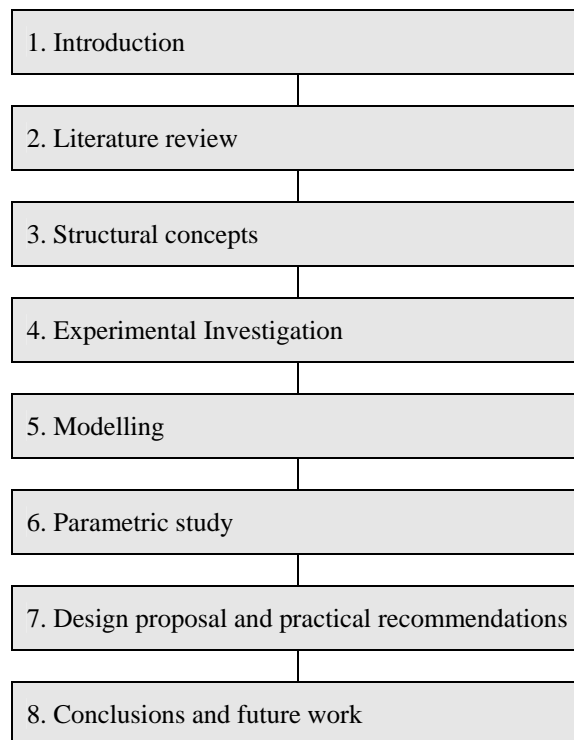 1. Introduction
2. Literature review
3. Structural concepts
4. Experimental Investigation
5. Modelling
6. Parametric study
7. Design proposal and practical recommendations
8. Conclusions and future work